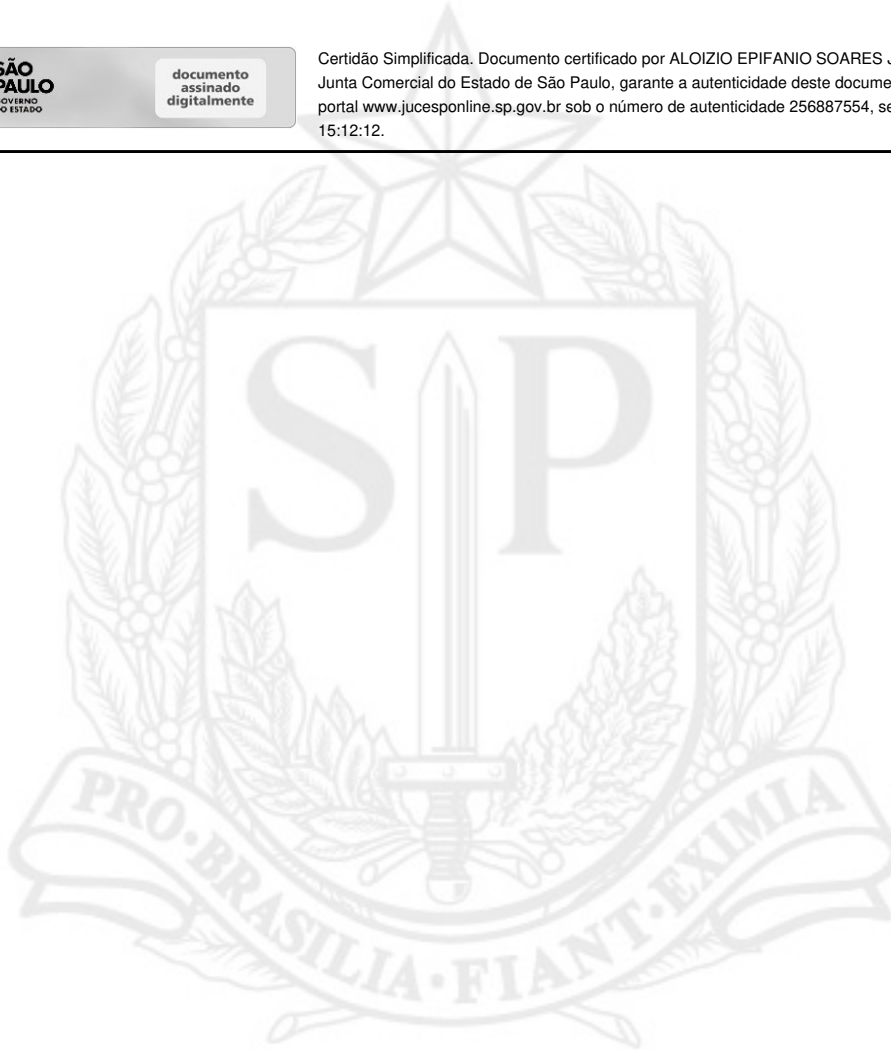 SÃO
PAULO
GOVERNO
DO ESTADO
documento
assinado
digitalmente
Certidão Simplificada. Documento certificado por ALOIZIO EPIFANIO SOARES
Junta Comercial do Estado de São Paulo, garante a autenticidade deste
portal www.jucesponline.sp.gov.br sob o número de autenticidade 256887554,
15:12:12.
S P
PRO·BRASILIA·FIANT·EXIMIA